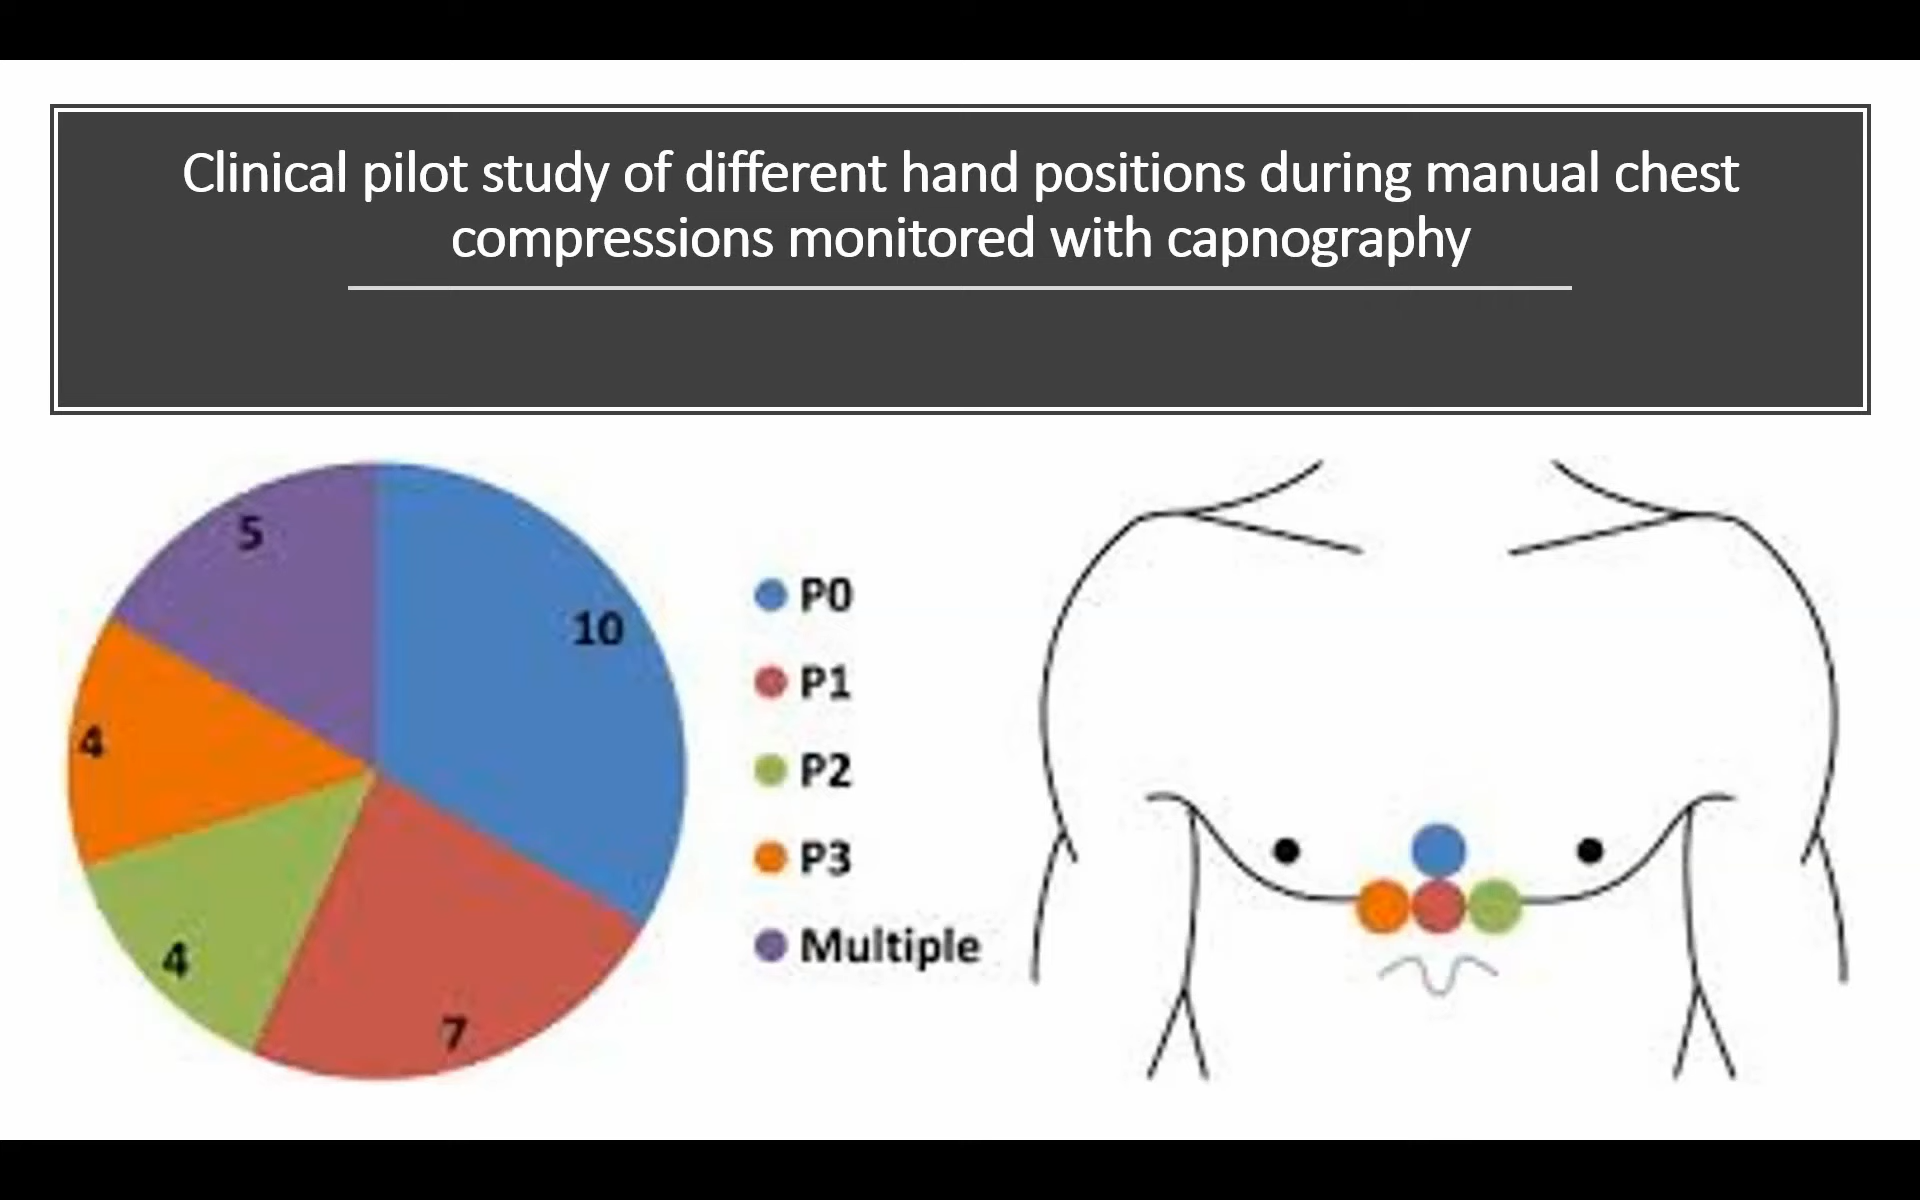 Clinical pilot study of different hand positions during manual chest
compressions monitored with capnography
5
10
4
4
7
P0
P1
P2
P3
Multiple